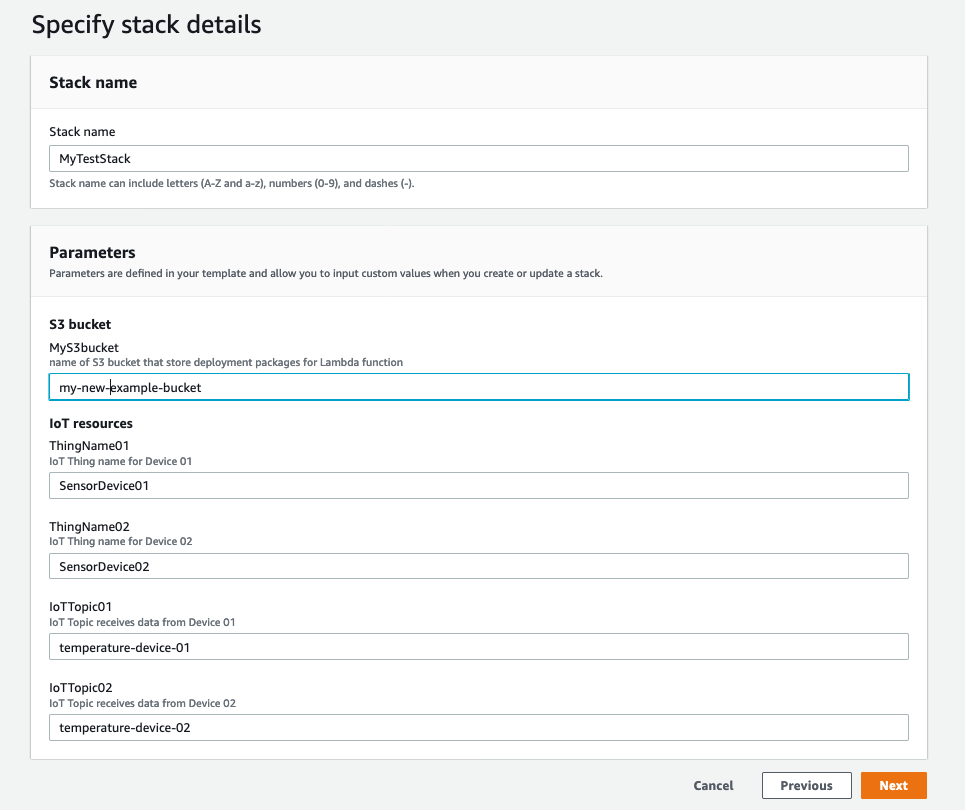 Specify stack details
Stack name
Stack name
MyTestStack
Stack name can include letters (A-Z and a-z), numbers (0-9), and dashes (-).
Parameters
Parameters are defined in your template and allow you to input custom values when you create or update a stack.
S3 bucket
MyS3bucket
name of S3 bucket that store deployment packages for Lambda function
my-new-example-bucket
IoT resources
ThingName01
IoT Thing name for Device 01
SensorDevice01
ThingName02
IoT Thing name for Device 02
SensorDevice02
IoTTopic01
IoT Topic receives data from Device 01
temperature-device-01
IoTTopic02
IoT Topic receives data from Device 02
temperature-device-02
Cancel Previous Next